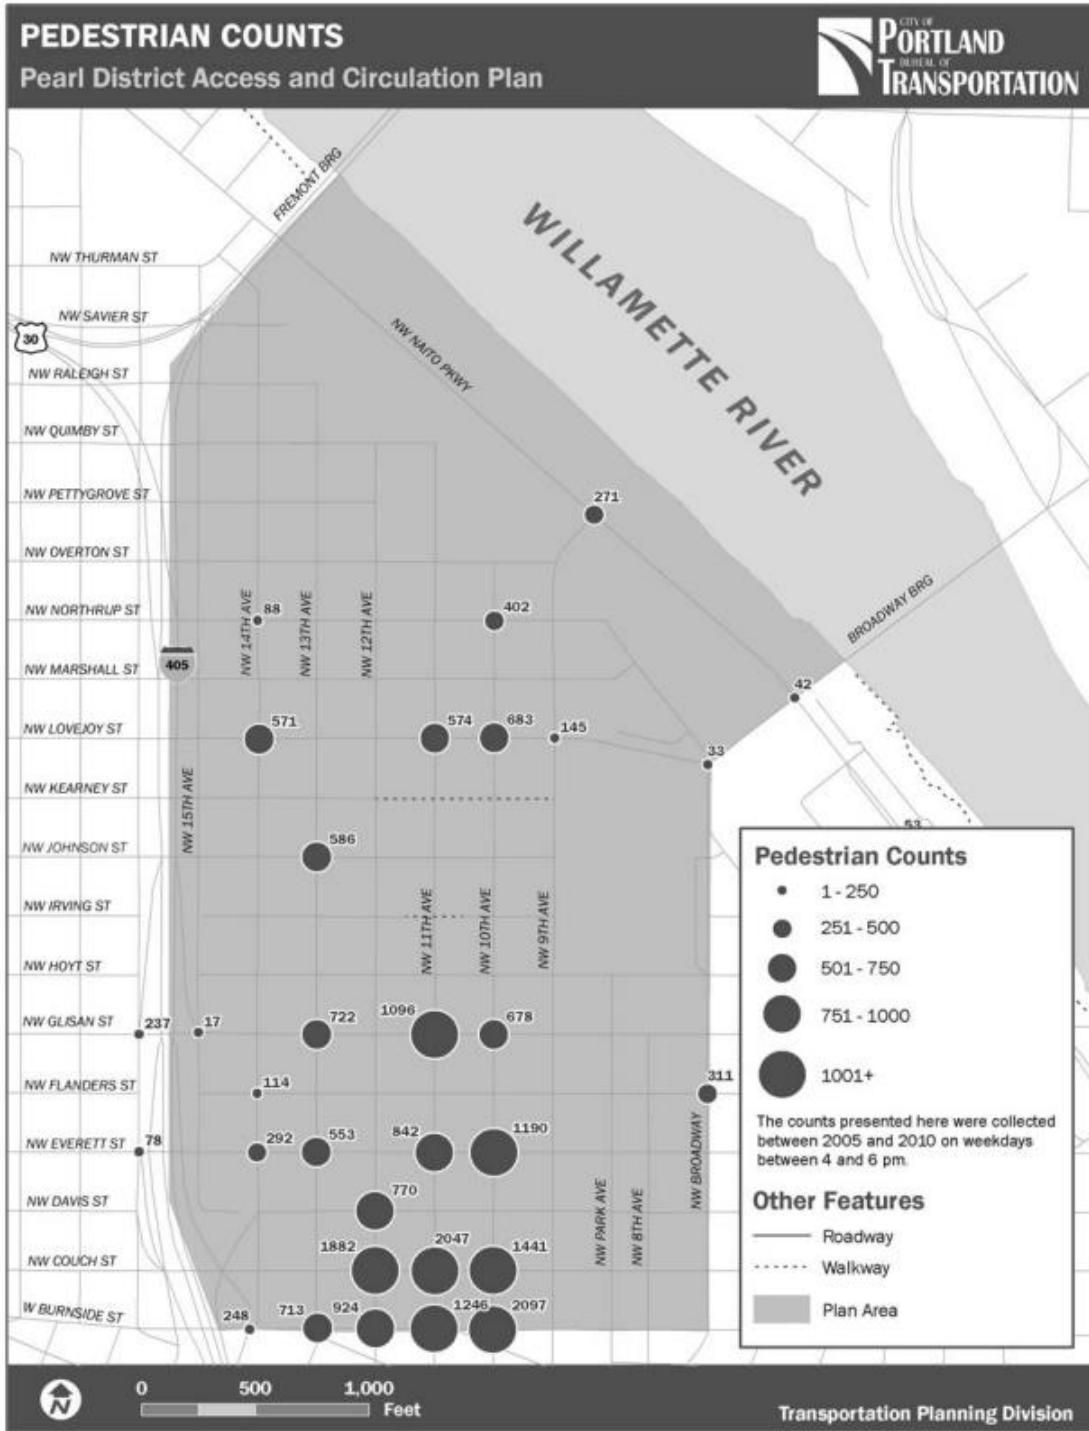 PEDESTRIAN COUNTS
Pearl District Access and Circulation Plan
CITY OF
PORTLAND
BUREAU OF
TRANSPORTATION
FREMONT BRG
WILLAMETTE RIVER
NW THURMAN ST
NW SAVIER ST
30
NW NAITO PKWY
NW RALEIGH ST
NW QUIMBY ST
NW PETTYGROVE ST
271
NW OVERTON ST
BROADWAY BRG
NW NORTHRUP ST
NW 14TH AVE
88
NW 13TH AVE
NW 12TH AVE
402
405
NW MARSHALL ST
42
NW LOVEJOY ST
571
574
683
145
33
NW KEARNEY ST
NW 15TH AVE
53
NW JOHNSON ST
586
NW IRVING ST
NW 11TH AVE
NW 10TH AVE
NW 9TH AVE
NW HOYT ST
NW GLISAN ST
237
17
722
1096
678
NW FLANDERS ST
114
311
NW EVERETT ST
78
292
553
842
1190
NW BROADWAY
NW DAVIS ST
770
NW PARK AVE
NW 8TH AVE
NW COUCH ST
1882
2047
1441
W BURNSIDE ST
248
713
924
1246
2097
Pedestrian Counts
1 - 250
251 - 500
501 - 750
751 - 1000
1001+
The counts presented here were collected
between 2005 and 2010 on weekdays
between 4 and 6 pm.
Other Features
Roadway
Walkway
Plan Area
N
0 500 1,000
Feet
Transportation Planning Division